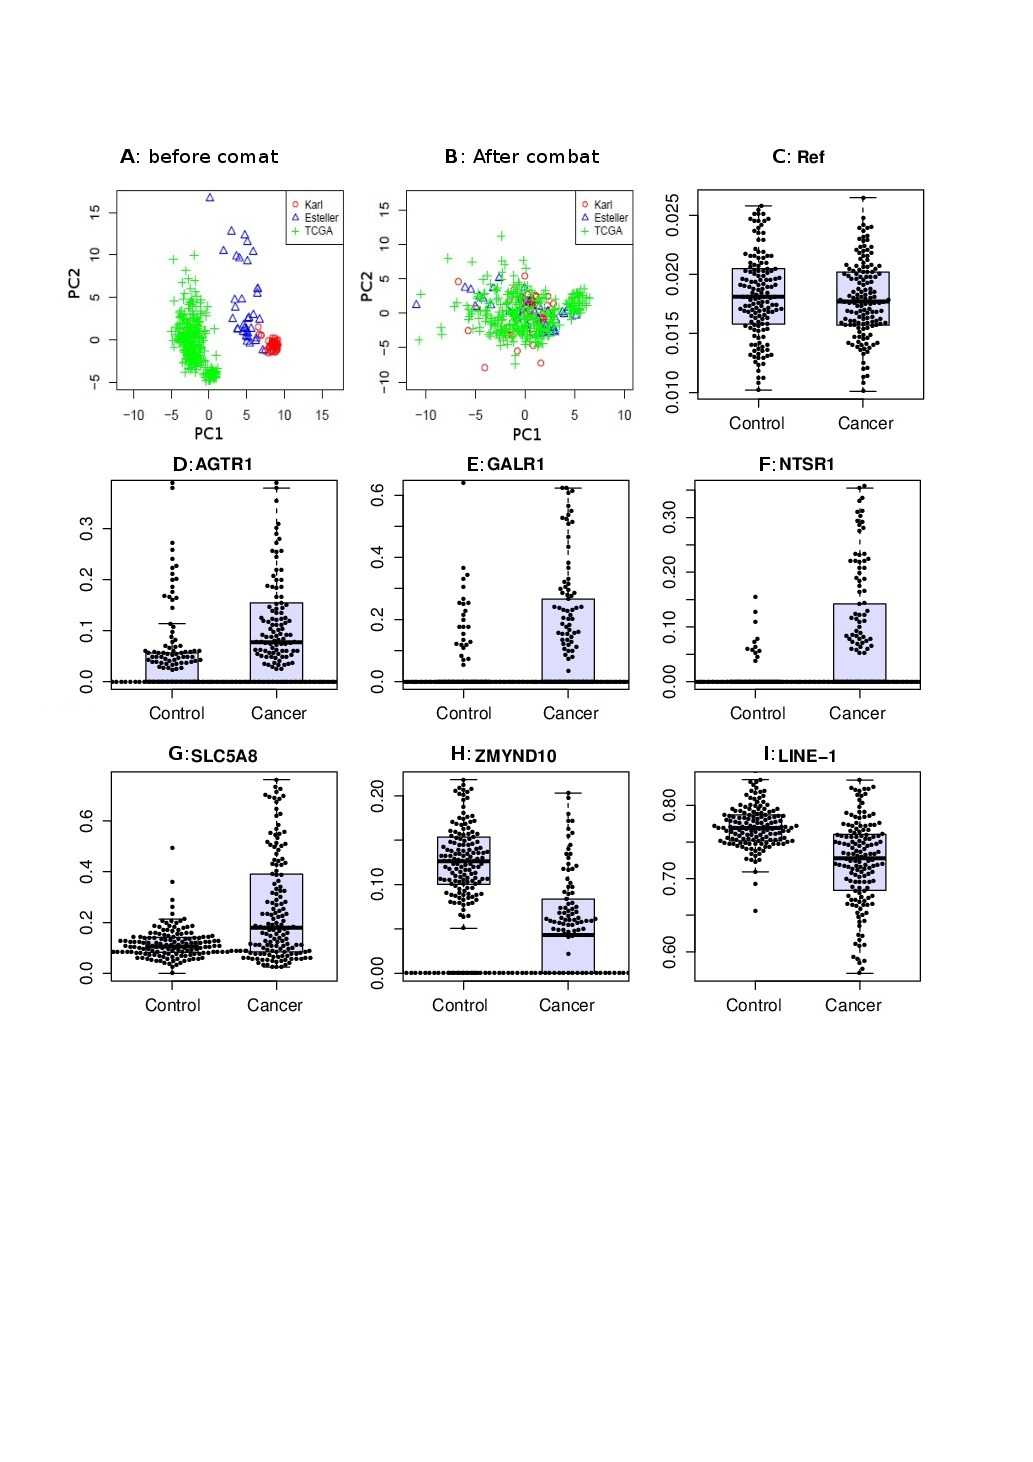 A: before comat
B: After combat
C: Ref
15
10
5
0
−5
PC2
Karl
Esteller
TCGA
−10 −5 0 5 10 15
PC1
15
10
5
0
−5
−10
PC2
Karl
Esteller
TCGA
−10 −5 0 5 10
PC1
0.025
0.020
0.015
0.010
Control Cancer
D: AGTR1
E: GALR1
F: NTSR1
0.3
0.2
0.1
0.0
Control Cancer
0.6
0.4
0.2
0.0
Control Cancer
0.30
0.20
0.10
0.00
Control Cancer
G: SLC5A8
H: ZMYND10
I: LINE−1
0.6
0.4
0.2
0.0
Control Cancer
0.20
0.10
0.00
Control Cancer
0.80
0.70
0.60
Control Cancer